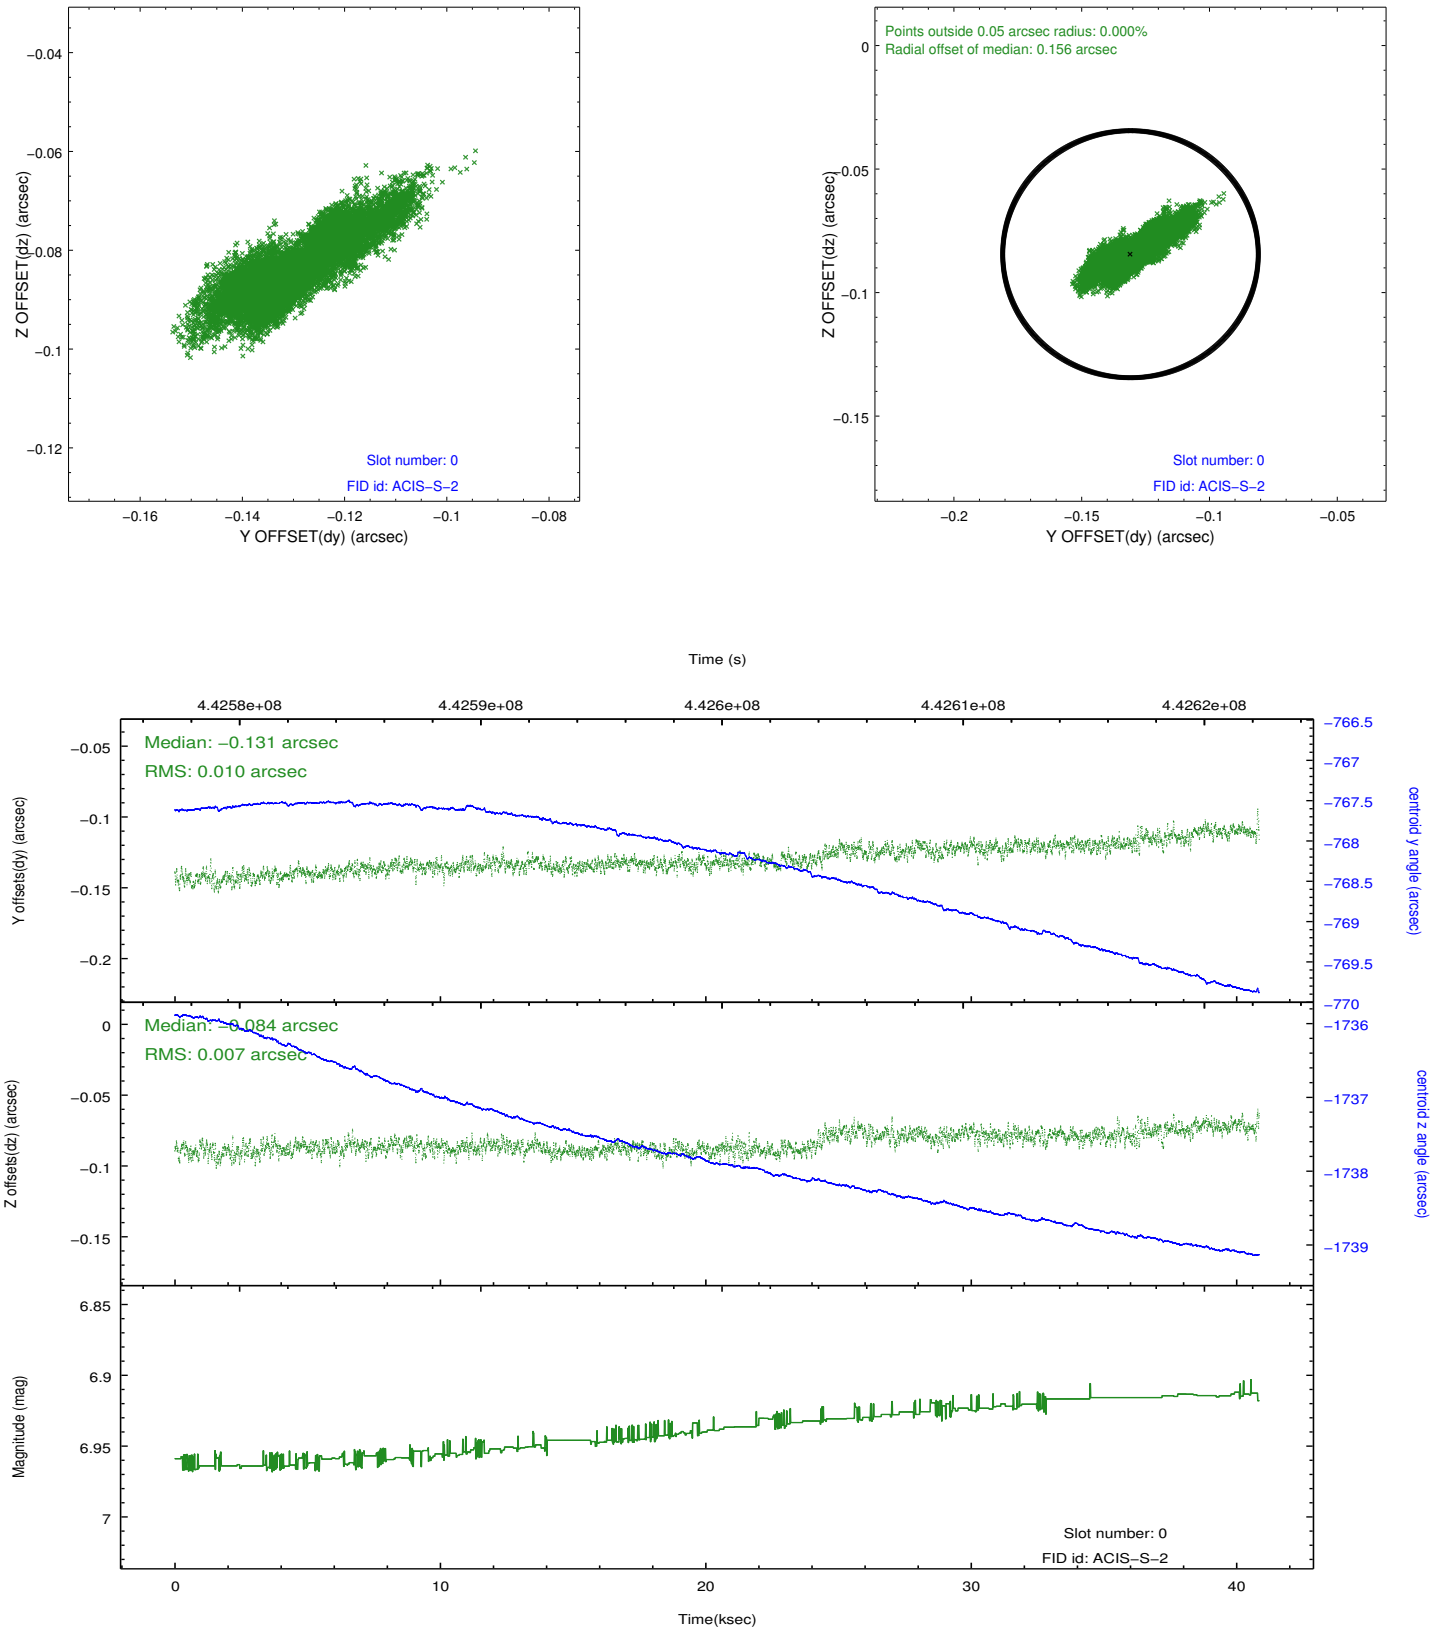 −0.04
−0.06
−0.08
−0.1
−0.12
Z OFFSET(dz) (arcsec)
Slot number: 0
FID id: ACIS−S−2
−0.16
−0.14
−0.12
−0.1
−0.08
Y OFFSET(dy) (arcsec)
Points outside 0.05 arcsec radius: 0.000%
Radial offset of median: 0.156 arcsec
0
−0.05
−0.1
−0.15
Z OFFSET(dz) (arcsec)
Slot number: 0
FID id: ACIS−S−2
−0.2
−0.15
−0.1
−0.05
Y OFFSET(dy) (arcsec)
Time (s)
4.4258e+08
4.4259e+08
4.426e+08
4.4261e+08
4.4262e+08
Median: −0.131 arcsec
RMS: 0.010 arcsec
−0.05
−0.1
−0.15
−0.2
Y offsets(dy) (arcsec)
−766.5
−767
−767.5
−768
−768.5
−769
−769.5
−770
centroid y angle (arcsec)
Median: −0.084 arcsec
RMS: 0.007 arcsec
0
−0.05
−0.1
−0.15
Z offsets(dz) (arcsec)
−1736
−1737
−1738
−1739
centroid z angle (arcsec)
6.85
6.9
6.95
7
Magnitude (mag)
Slot number: 0
FID id: ACIS−S−2
0
10
20
30
40
Time(ksec)